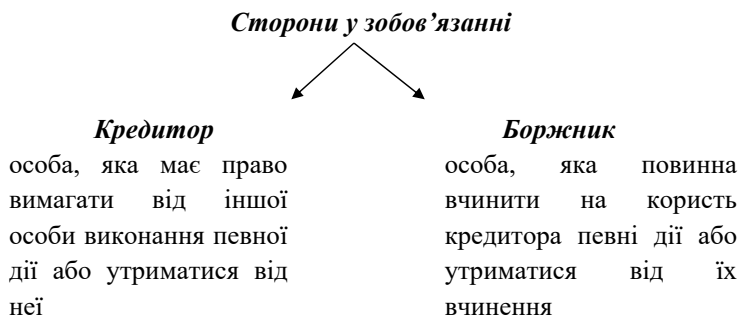 Сторони у зобов’язанні
Кредитор
особа, яка має право
вимагати від іншої
особи виконання певної
дії або утриматися від
неї
Боржник
особа, яка повинна
вчинити на користь
кредитора певні дії або
утриматися від їх
вчинення